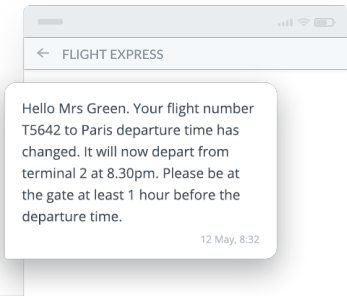 FLIGHT EXPRESS
Hello Mrs Green. Your flight number
T5642 to Paris departure time has
changed. It will now depart from
terminal 2 at 8.30pm. Please be at
the gate at least 1 hour before the
departure time.
12 May, 8:32